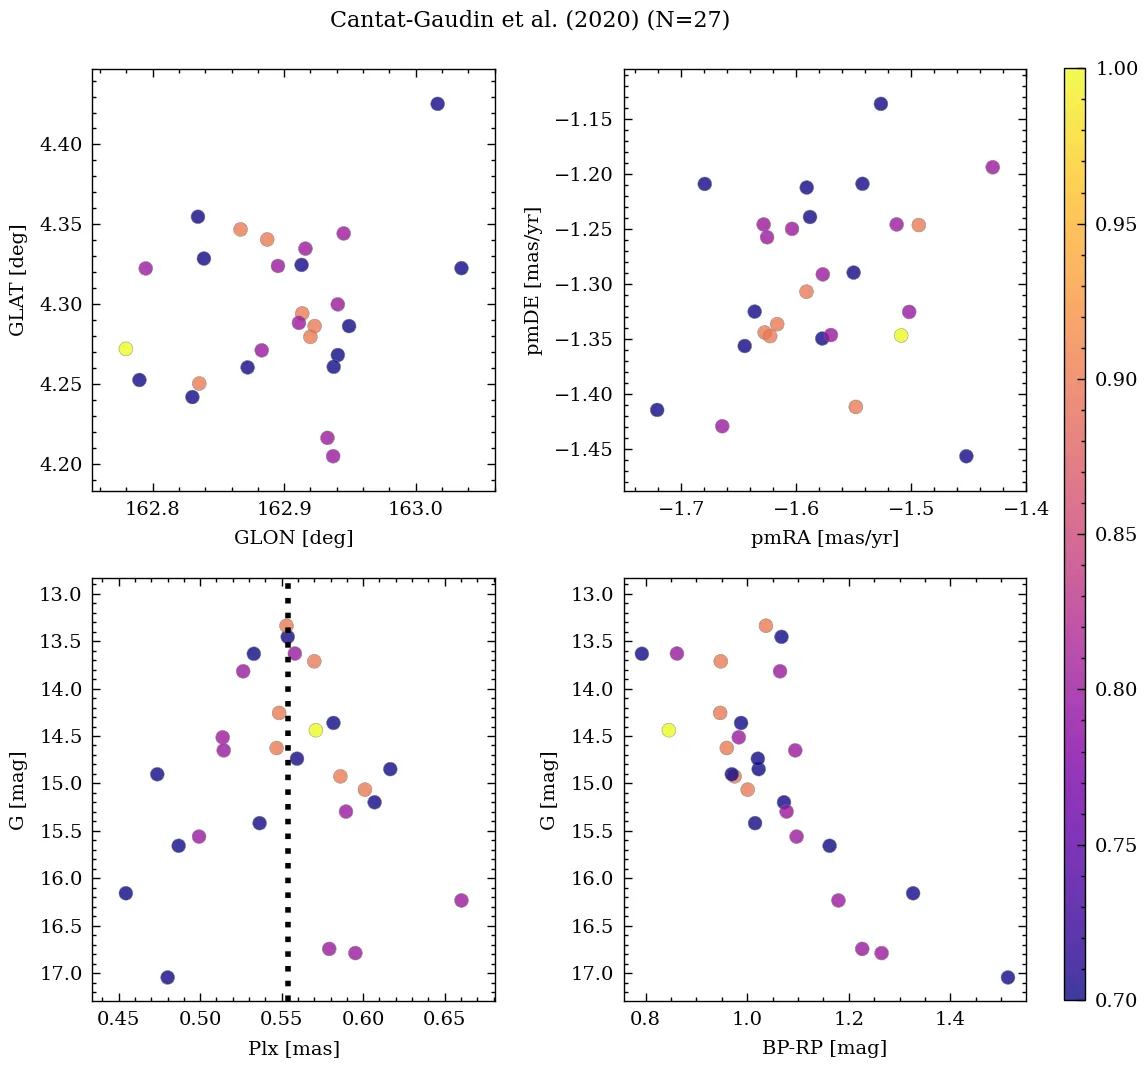 Cantat-Gaudin et al. (2020) (N=27)
4.40
4.35
4.30
4.25
4.20
GLAT [deg]
162.8 162.9 163.0
GLON [deg]
−1.15
−1.20
−1.25
−1.30
−1.35
−1.40
−1.45
pmDE [mas/yr]
−1.7 −1.6 −1.5 −1.4
pmRA [mas/yr]
13.0
13.5
14.0
14.5
15.0
15.5
16.0
16.5
17.0
G [mag]
0.45 0.50 0.55 0.60 0.65
Plx [mas]
13.0
13.5
14.0
14.5
15.0
15.5
16.0
16.5
17.0
G [mag]
0.8 1.0 1.2 1.4
BP-RP [mag]
1.00
0.95
0.90
0.85
0.80
0.75
0.70